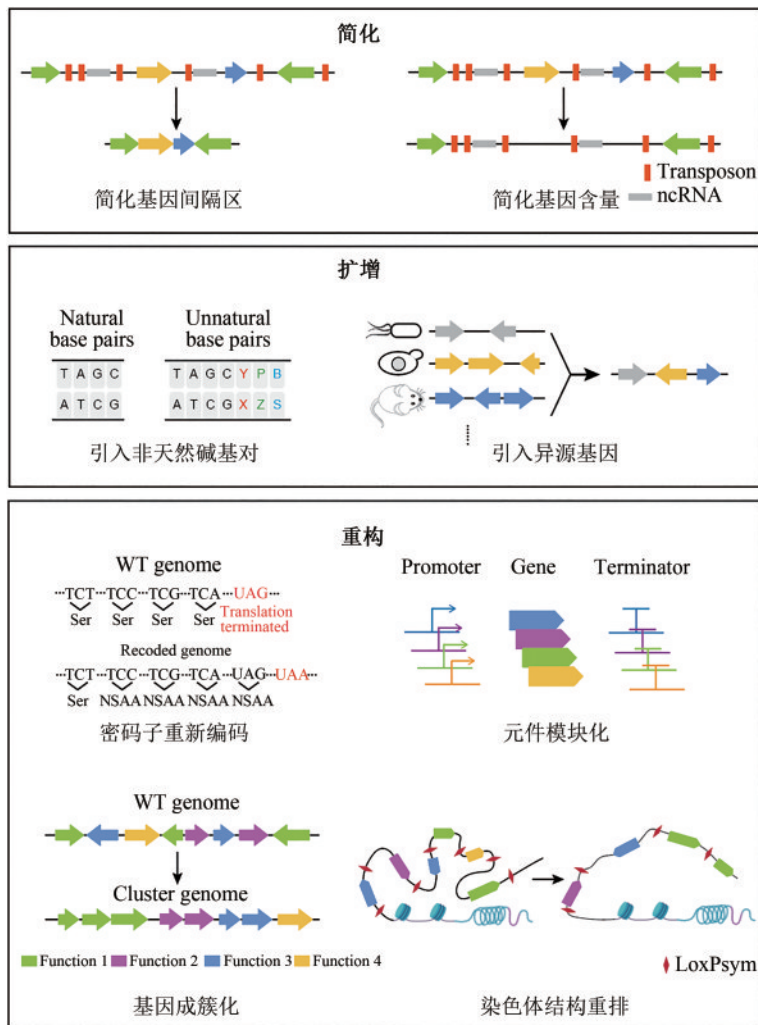 简化
Transposon
ncRNA
简化基因间隔区
简化基因含量
扩增
Natural
base pairs
T A G C
A T C G
Unnatural
base pairs
T A G C Y P B
A T C G X Z S
引入非天然碱基对
引入异源基因
重构
WT genome
···TCT···TCC···TCG···TCA···UAG···
Ser Ser Ser Ser Translation
terminated
Recoded genome
···TCT···TCC···TCG···TCA···UAG···UAA···
Ser NSAA NSAA NSAA NSAA
密码子重新编码
Promoter Gene Terminator
元件模块化
WT genome
Cluster genome
Function 1 Function 2 Function 3 Function 4
基因成簇化
LoxPsym
染色体结构重排